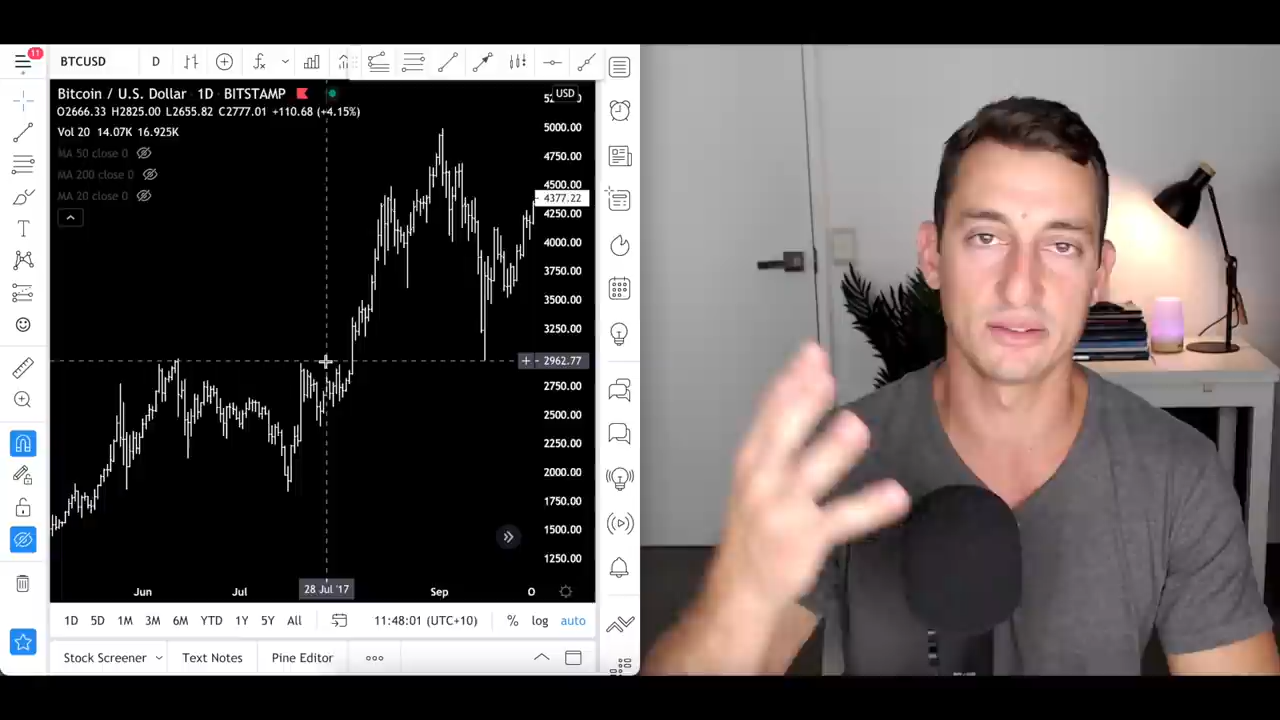 11
BTCUSD D
Bitcoin / U.S. Dollar · 1D · BITSTAMP
O2666.33 H2825.00 L2655.82 C2777.01 +110.68 (+4.15%)
Vol 20 14.07K 16.925K
MA 50 close 0
MA 200 close 0
MA 20 close 0
USD
5000.00
4750.00
4500.00
4377.22
4250.00
4000.00
3750.00
3500.00
3250.00
2962.77
2750.00
2500.00
2250.00
2000.00
1750.00
1500.00
1250.00
Jun Jul 28 Jul '17 Sep O
1D 5D 1M 3M 6M YTD 1Y 5Y All 11:48:01 (UTC+10) % log auto
Stock Screener Text Notes Pine Editor